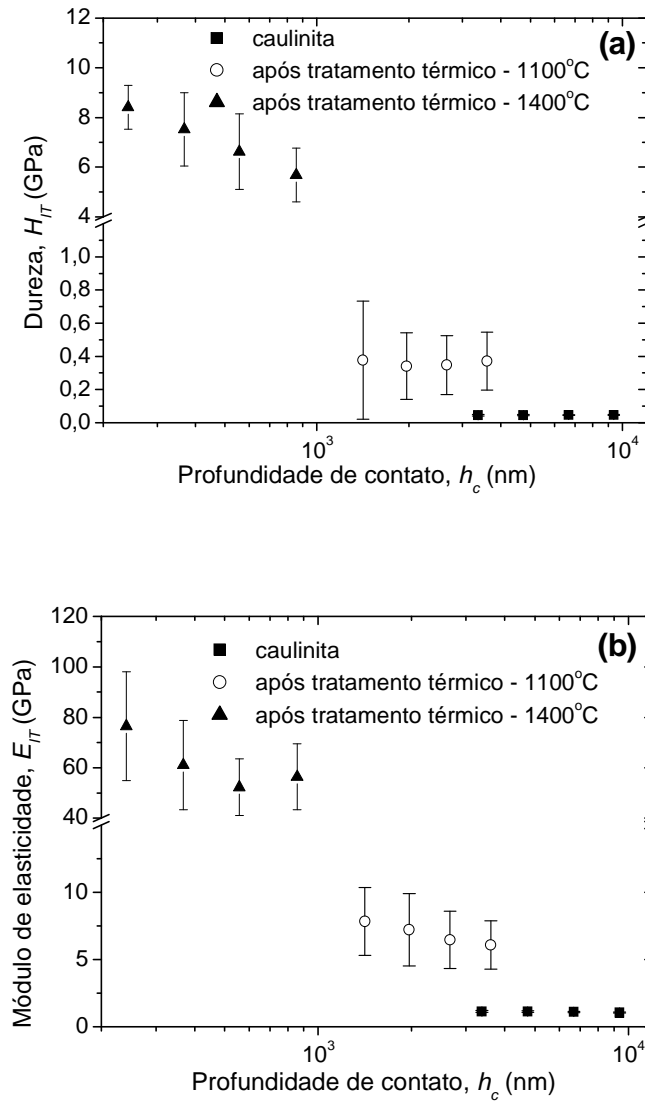 (a)
caulinita
após tratamento térmico - 1100°C
após tratamento térmico - 1400°C
Dureza, H_IT (GPa)
12
10
8
6
4
1,0
0,8
0,6
0,4
0,2
0,0
10³
10⁴
Profundidade de contato, h_c (nm)
(b)
caulinita
após tratamento térmico - 1100°C
após tratamento térmico - 1400°C
Módulo de elasticidade, E_IT (GPa)
120
100
80
60
40
10
5
0
10³
10⁴
Profundidade de contato, h_c (nm)